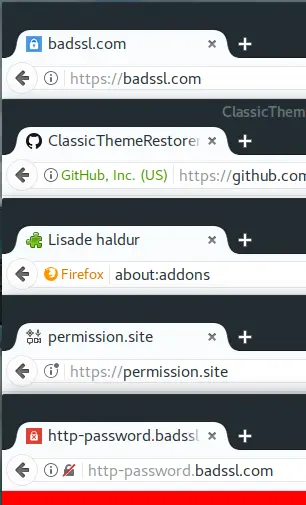 badssl.com
https://badssl.com
ClassicThem
ClassicThemeRestorer
GitHub, Inc. (US) https://github.com
Lisade haldur
Firefox about:addons
permission.site
https://permission.site
http-password.badssl
http-password.badssl.com